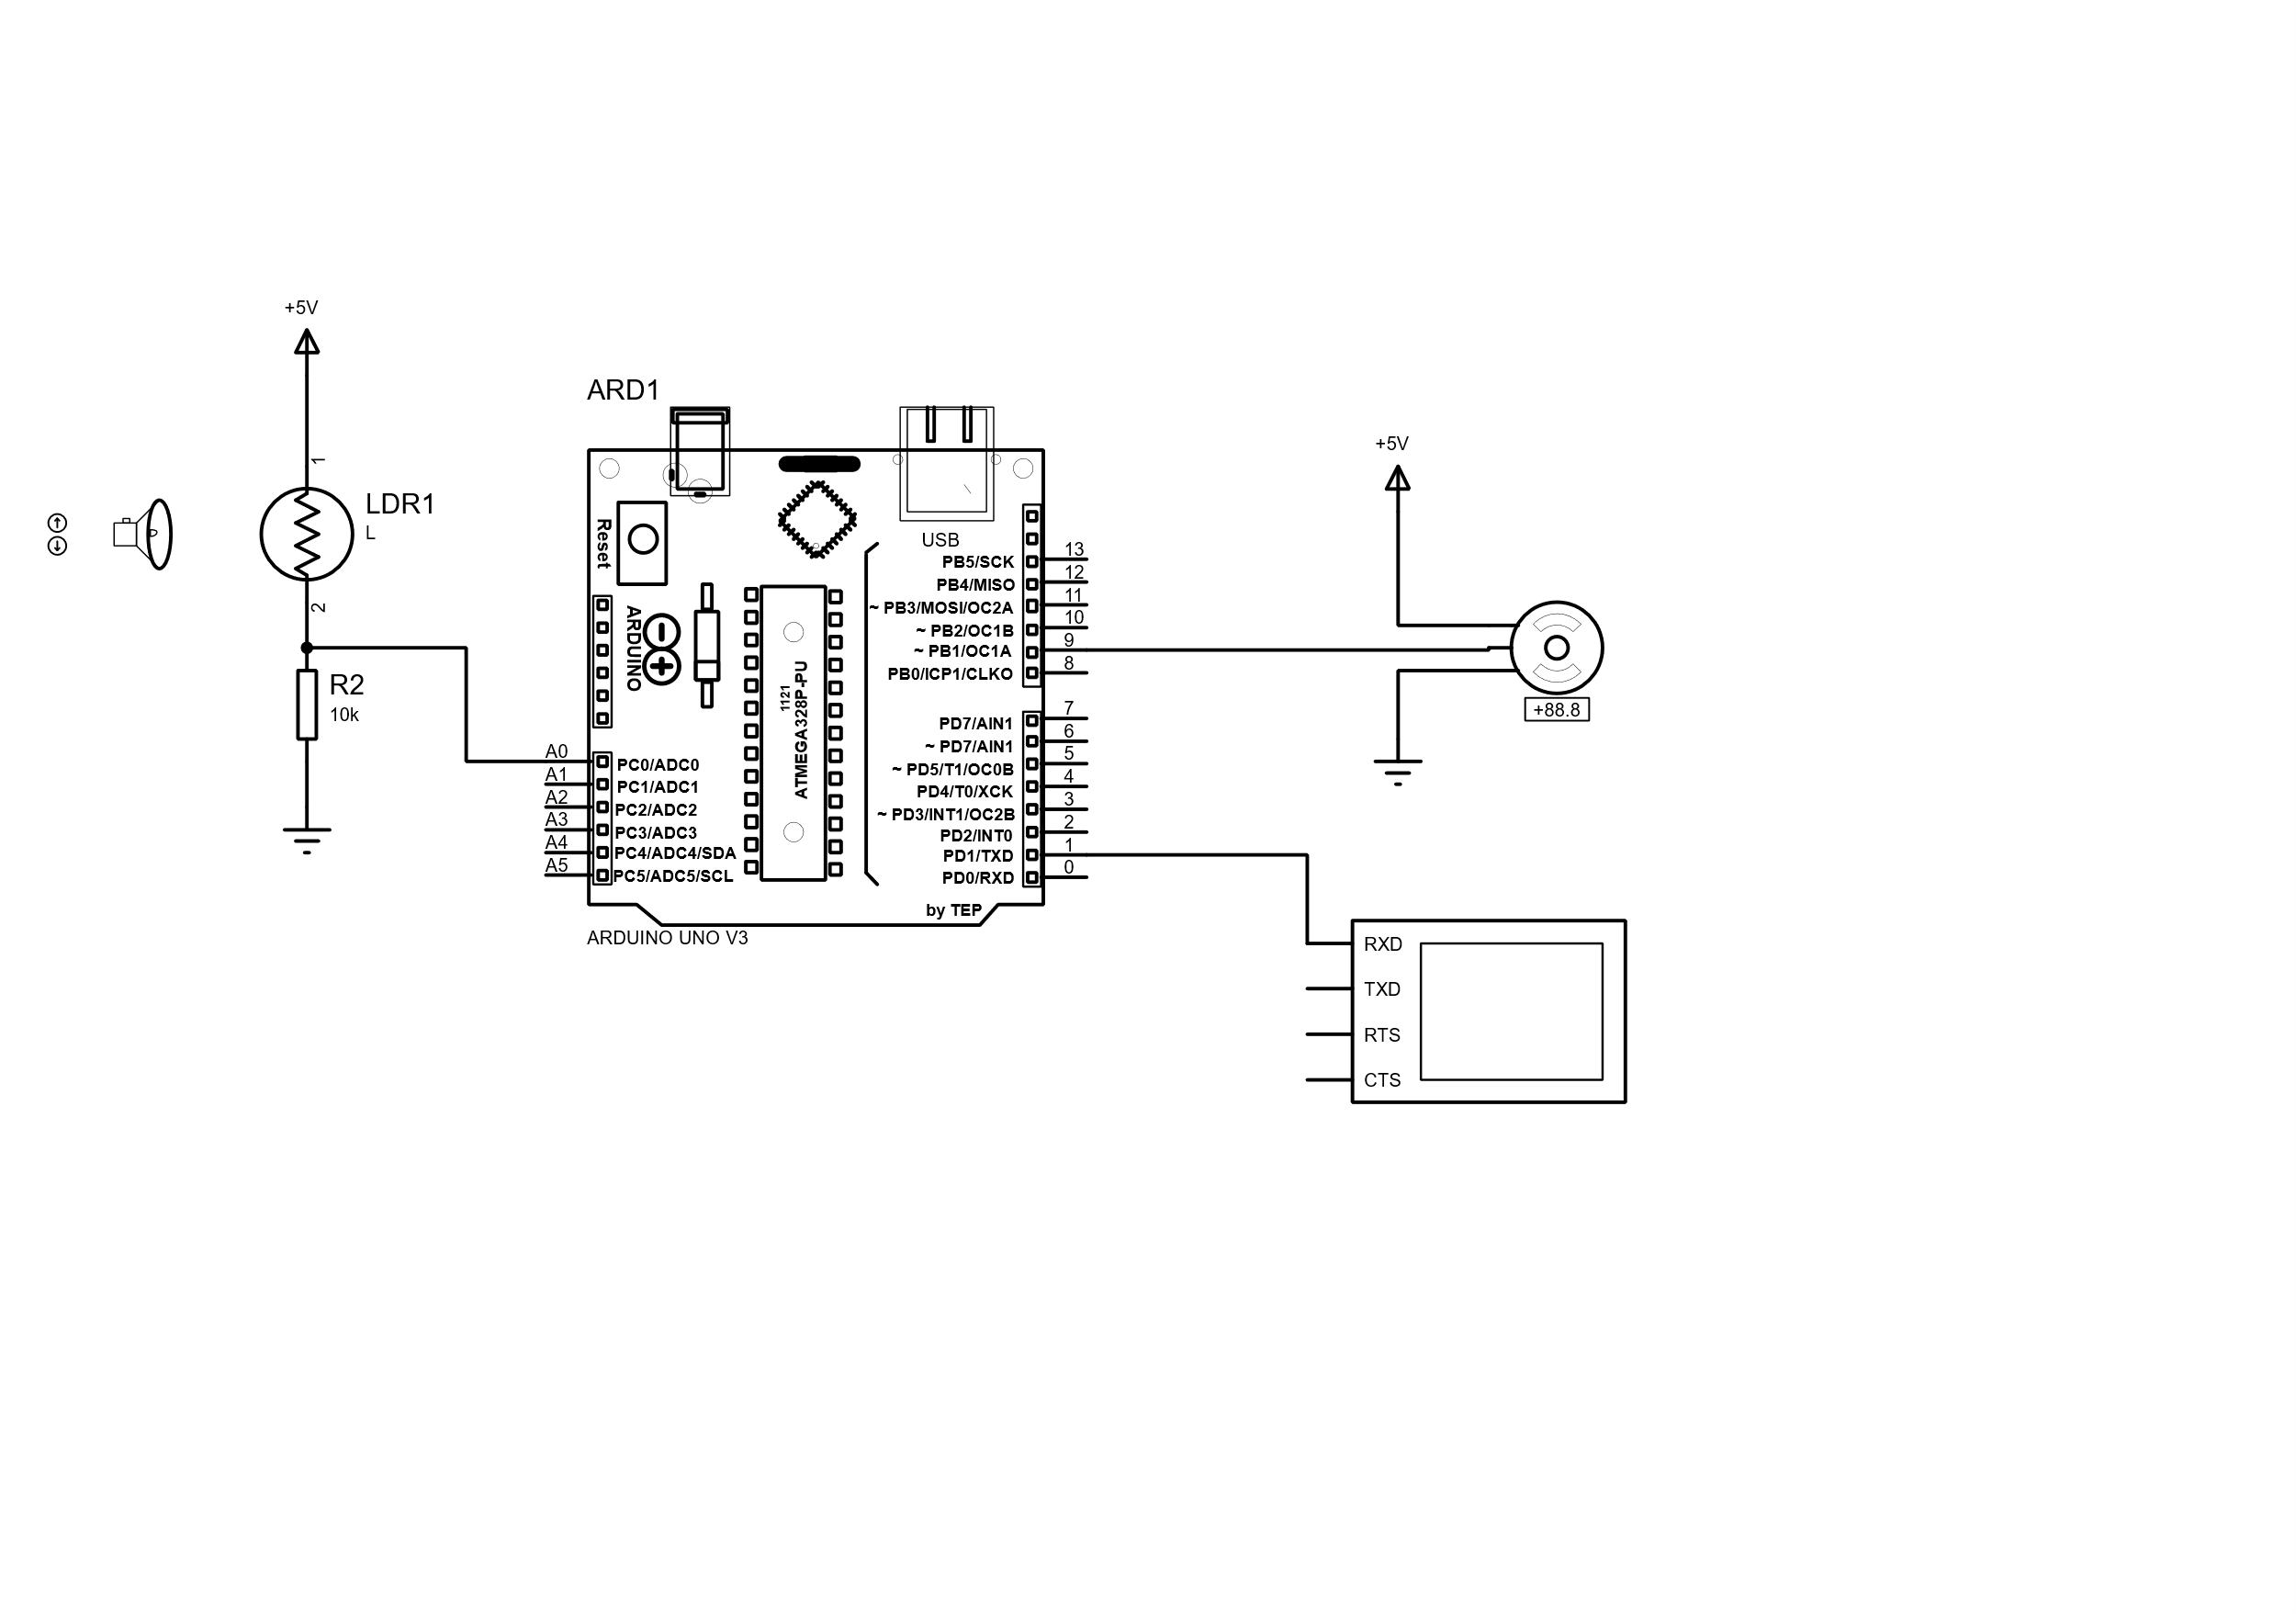 +5V
1
LDR1
L
2
R2
10k
ARD1
Reset
ARDUINO
1121
ATMEGA328P-PU
USB
A0
A1
A2
A3
A4
A5
PC0/ADC0
PC1/ADC1
PC2/ADC2
PC3/ADC3
PC4/ADC4/SDA
PC5/ADC5/SCL
PB5/SCK 13
PB4/MISO 12
~ PB3/MOSI/OC2A 11
~ PB2/OC1B 10
~ PB1/OC1A 9
PB0/ICP1/CLKO 8
PD7/AIN1 7
~ PD7/AIN1 6
~ PD5/T1/OC0B 5
PD4/T0/XCK 4
~ PD3/INT1/OC2B 3
PD2/INT0 2
PD1/TXD 1
PD0/RXD 0
by TEP
ARDUINO UNO V3
+5V
+88.8
RXD
TXD
RTS
CTS